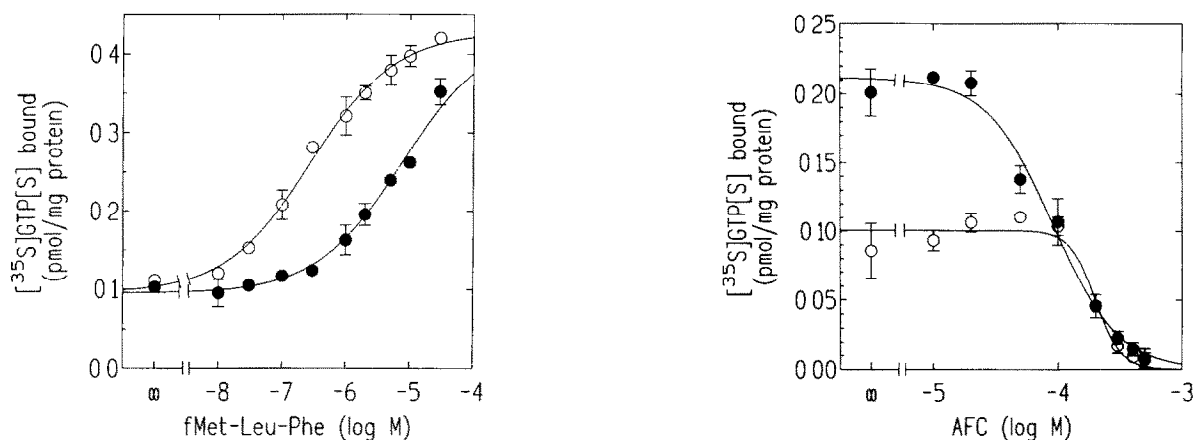 [³⁵S]GTP[S] bound
(pmol/mg protein)
0 4
0 3
0 2
0 1
0 0
∞ -8 -7 -6 -5 -4
fMet-Leu-Phe (log M)
[³⁵S]GTP[S] bound
(pmol/mg protein)
0 25
0 20
0 15
0 10
0 05
0 00
∞ -5 -4 -3
AFC (log M)